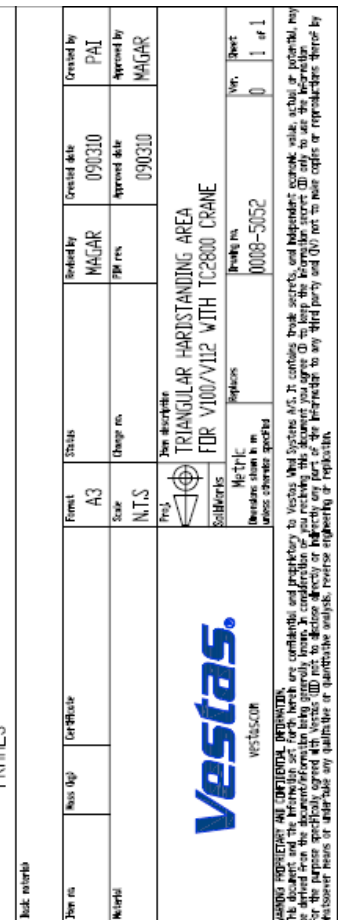 Basic materials
Item no. Mass (kg) Certificate Format A3 Status Revised by MAGAR Created date 090310 Created by PAI
Material Scale N.T.S Change no. PDM rev. Approved date 090310 Approved by MAGAR
Vestas.
vestas.com
Proj.
SolidWorks
Item description
TRIANGULAR HARDSTANDING AREA
FOR V100/V112 WITH TC2800 CRANE
Metric
Dimensions shown in mm
unless otherwise specified
Replaces
Drawing no.
0008-5052
Ver.
0
Sheet
1 of 1
WARNING PROPRIETARY AND CONFIDENTIAL INFORMATION.
This document and the information set forth herein are confidential and proprietary to Vestas Wind Systems A/S. It contains trade secrets, and independent economic value, actual or potential, may
be derived from the document/information being generally known. In consideration of you recieving this document you agree (I) to keep the information secret (II) only to use the information
for the purpose specifically agreed with Vestas (III) not to disclose directly or indirectly any part of the information to any third party and (IV) not to make copies or reproductions therof by
whatsoever means or undertake any qualitative or quantitative analysis, reverse engineering or replication.